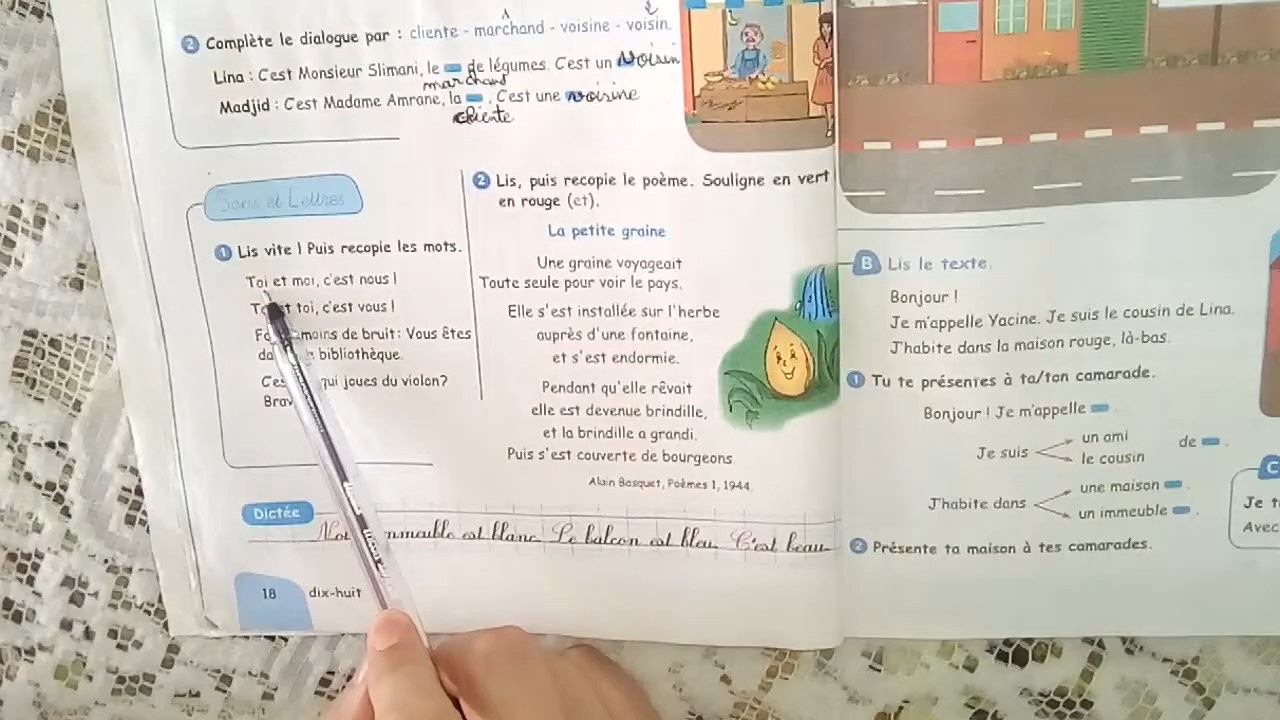 2 Complète le dialogue par : cliente - marchand - voisine - voisin.
Lina : C'est Monsieur Slimani, le de légumes. C'est un voisin
marchand
Madjid : C'est Madame Amrane, la . C'est une voisine
cliente
Sons et Lettres
1 Lis vite ! Puis recopie les mots.
Toi et moi, c'est nous !
toi, c'est vous !
moins de bruit : Vous êtes
bibliothèque.
qui joues du violon?
2 Lis, puis recopie le poème. Souligne en vert
en rouge (et).
La petite graine
Une graine voyageait
Toute seule pour voir le pays.
Elle s'est installée sur l'herbe
auprès d'une fontaine,
et s'est endormie.
Pendant qu'elle rêvait
elle est devenue brindille,
et la brindille a grandi.
Puis s'est couverte de bourgeons
Alain Bosquet, Poèmes 1, 1944.
Dictée
est blanc. Le balcon est bleu. C'est beau
18 dix-huit
B Lis le texte.
Bonjour !
Je m'appelle Yacine. Je suis le cousin de Lina.
J'habite dans la maison rouge, là-bas.
1 Tu te présentes à ta/ton camarade.
Bonjour ! Je m'appelle .
Je suis un ami de .
le cousin
J'habite dans une maison .
un immeuble .
2 Présente ta maison à tes camarades.
C
Je
Avec